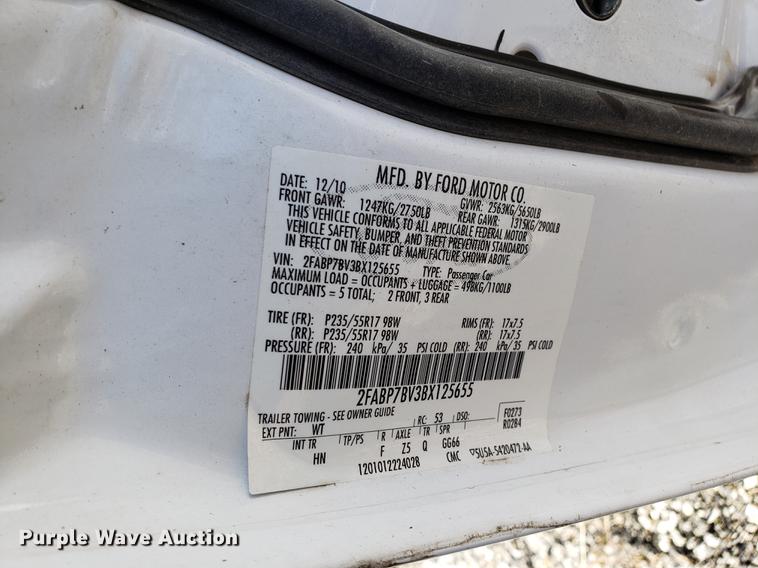 MFD. BY FORD MOTOR CO.
DATE: 12/10 GVWR: 2563KG/5650LB
FRONT GAWR: 1247KG/2750LB REAR GAWR: 1315KG/2900LB
THIS VEHICLE CONFORMS TO ALL APPLICABLE FEDERAL MOTOR
VEHICLE SAFETY, BUMPER, AND THEFT PREVENTION STANDARDS
IN EFFECT ON THE DATE OF MANUFACTURE SHOWN ABOVE.
VIN: 2FABP7BV3BX125655 TYPE: Passenger Car
MAXIMUM LOAD = OCCUPANTS + LUGGAGE = 498KG/1100LB
OCCUPANTS = 5 TOTAL; 2 FRONT, 3 REAR
TIRE (FR): P235/55R17 98W RIMS (FR): 17x7.5
(RR): P235/55R17 98W (RR): 17x7.5
PRESSURE (FR): 240 kPa/ 35 PSI COLD (RR): 240 kPa/ 35 PSI COLD
2FABP7BV3BX125655
TRAILER TOWING - SEE OWNER GUIDE F0273
EXT PNT: WT RC: 53 DSO: R0284
INT TR TP/PS R AXLE TR SPR
HN F Z5 Q GG66
1201012224028 CMC 5U5A-5420472-AA
Purple Wave Auction